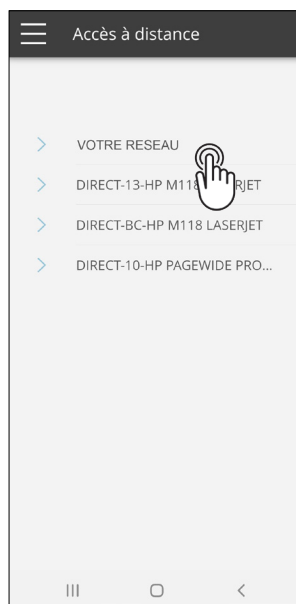 Accès à distance
VOTRE RESEAU
DIRECT-13-HP M118 RJET
DIRECT-BC-HP M118 LASERJET
DIRECT-10-HP PAGEWIDE PRO...